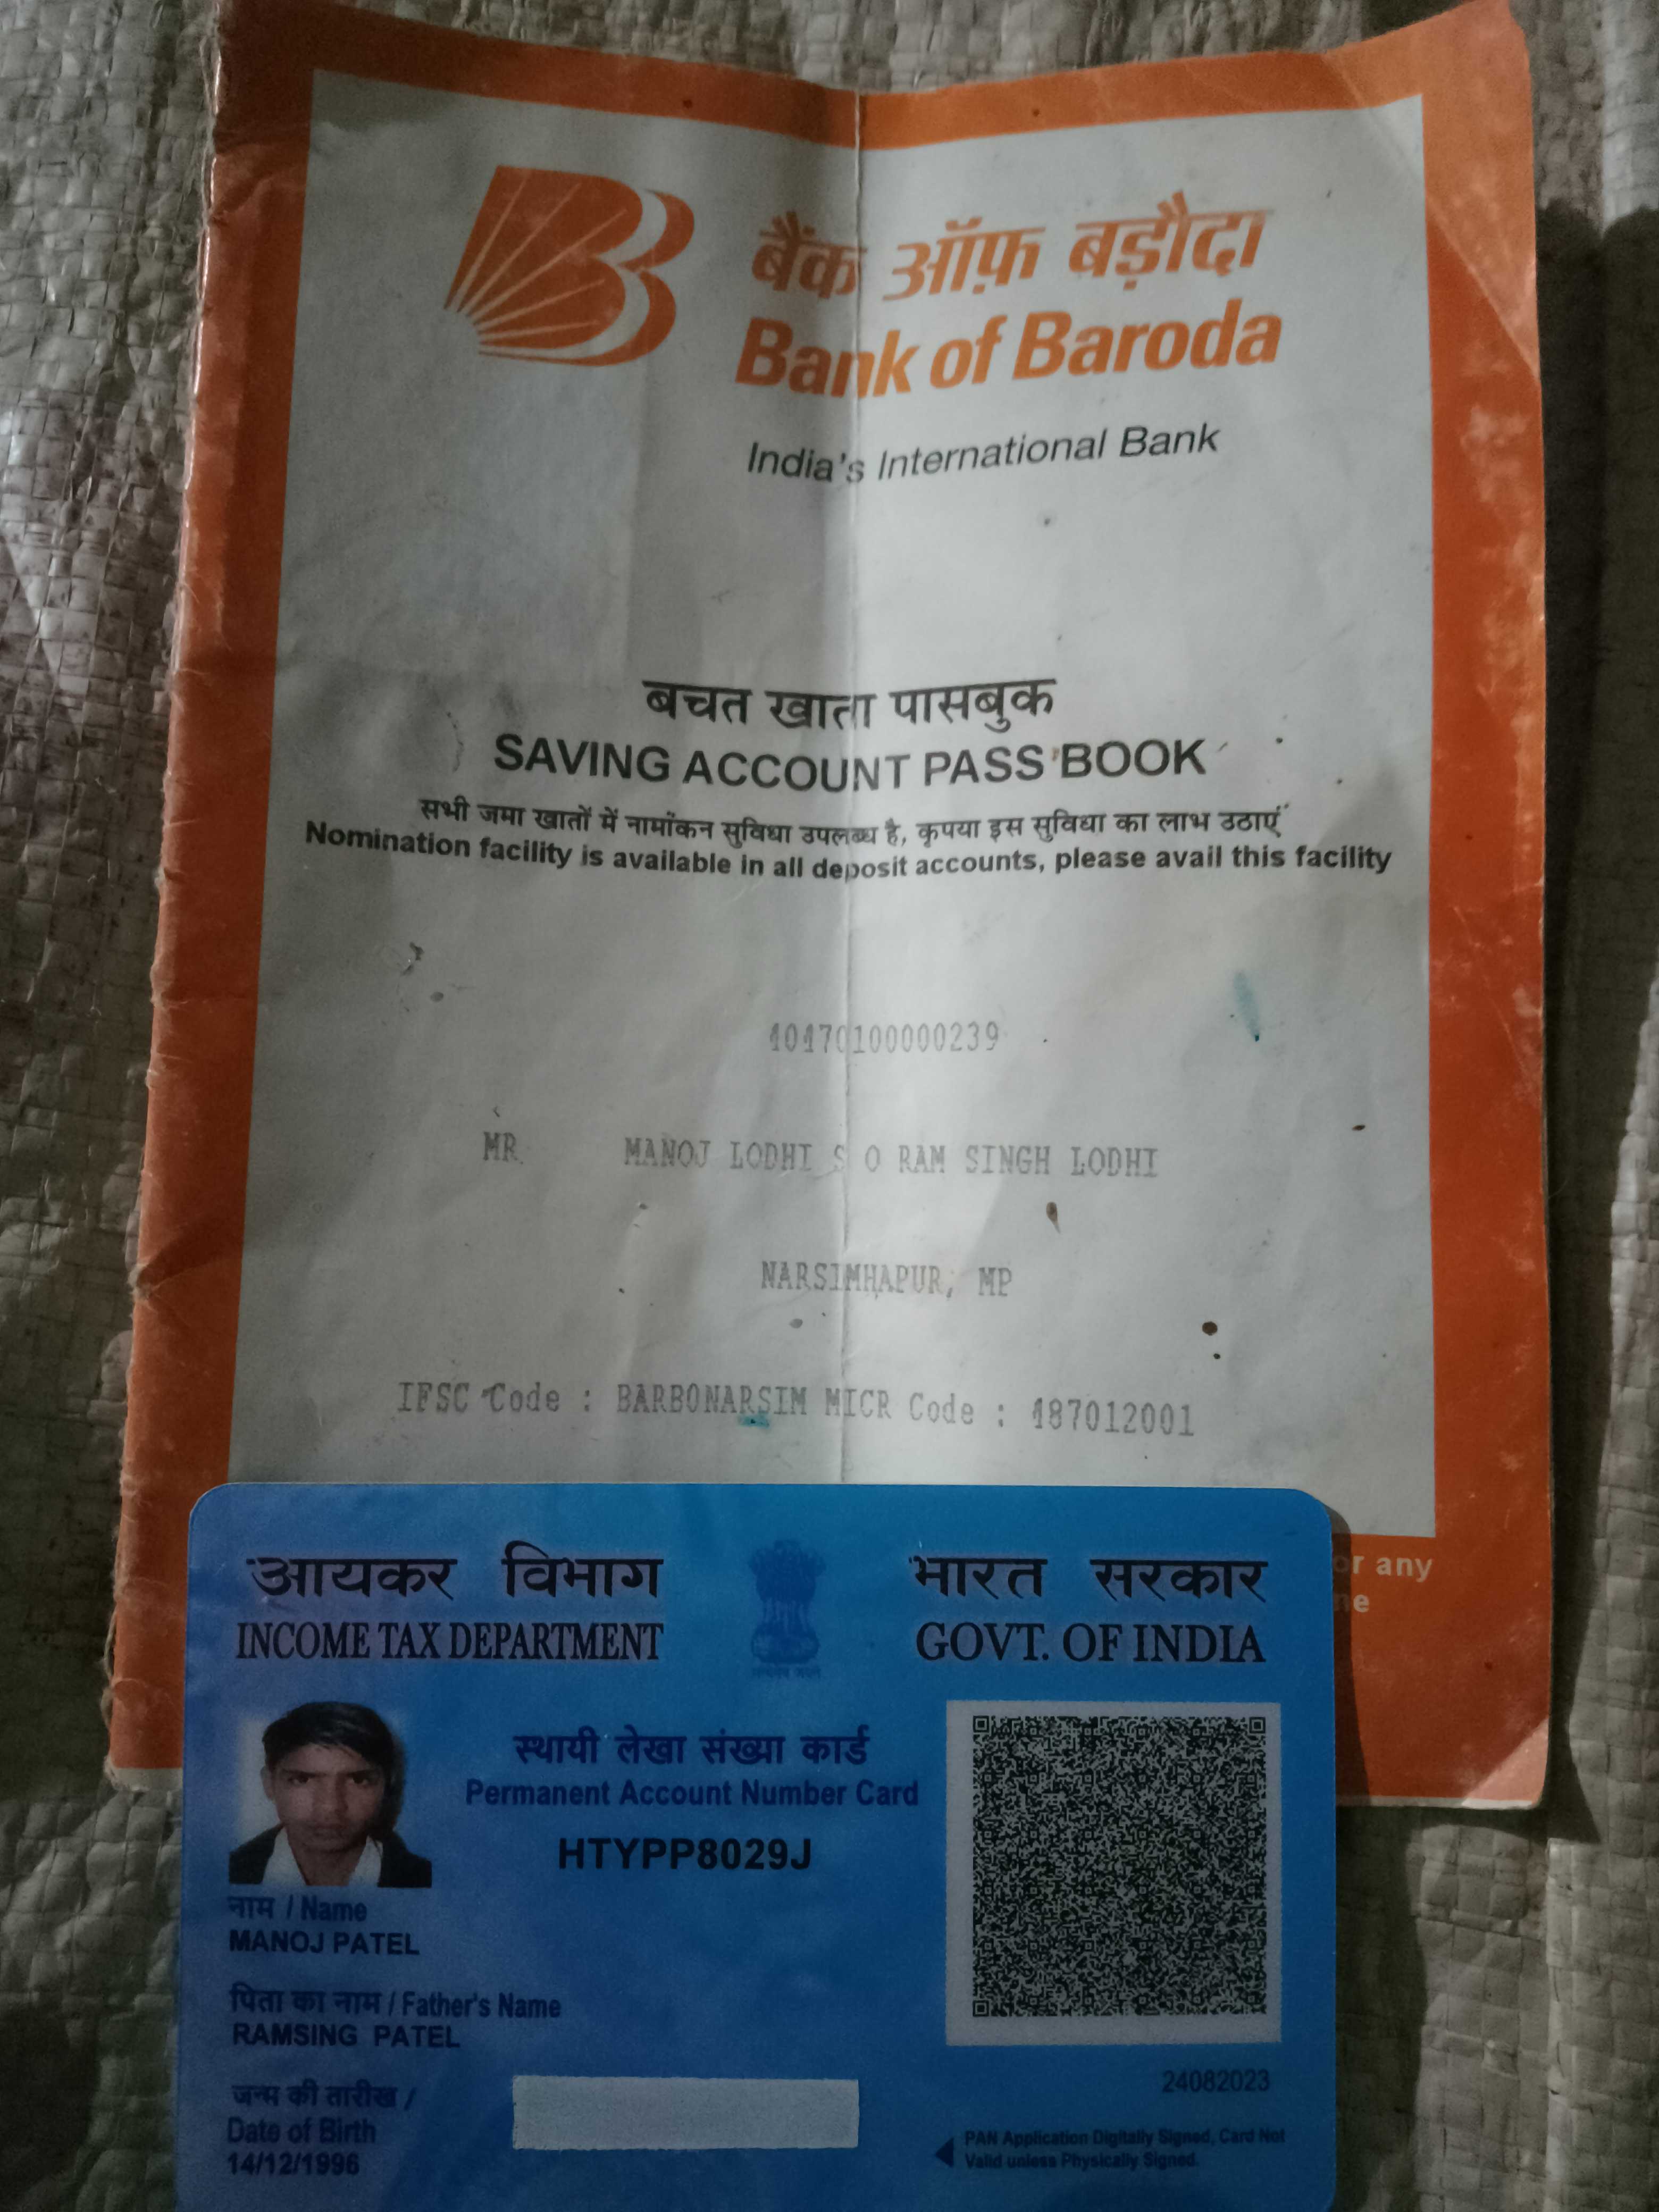 बैंक ऑफ़ बड़ौदा
Bank of Baroda
India's International Bank
बचत खाता पासबुक
SAVING ACCOUNT PASS BOOK
सभी जमा खातों में नामांकन सुविधा उपलब्ध है, कृपया इस सुविधा का लाभ उठाएं
Nomination facility is available in all deposit accounts, please avail this facility
40470100000239
MR. MANOJ LODHI S O RAM SINGH LODHI
NARSIMHAPUR, MP
IFSC Code : BARB0NARSIM MICR Code : 487012001
or any
ne
आयकर विभाग भारत सरकार
INCOME TAX DEPARTMENT GOVT. OF INDIA
स्थायी लेखा संख्या कार्ड
Permanent Account Number Card
HTYPP8029J
नाम / Name
MANOJ PATEL
पिता का नाम / Father's Name
RAMSING PATEL
जन्म की तारीख /
Date of Birth
14/12/1996
24082023
PAN Application Digitally Signed, Card Not
Valid unless Physically Signed.